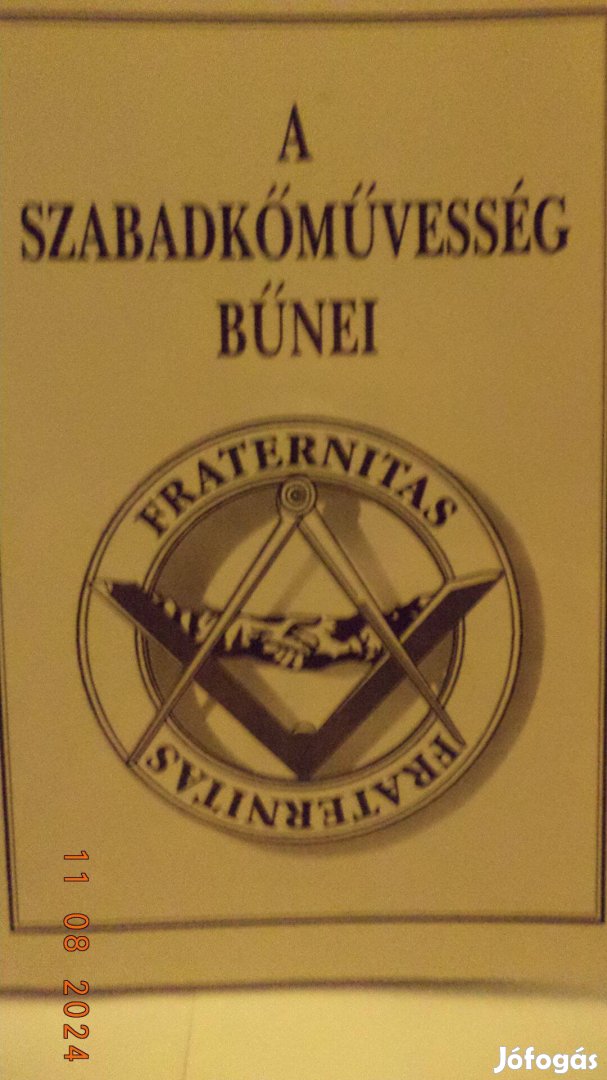 A
SZABADKŐMŰVESSÉG
BŰNEI
FRATERNITAS
FRATERNITAS
11 08 2024
Jófogás